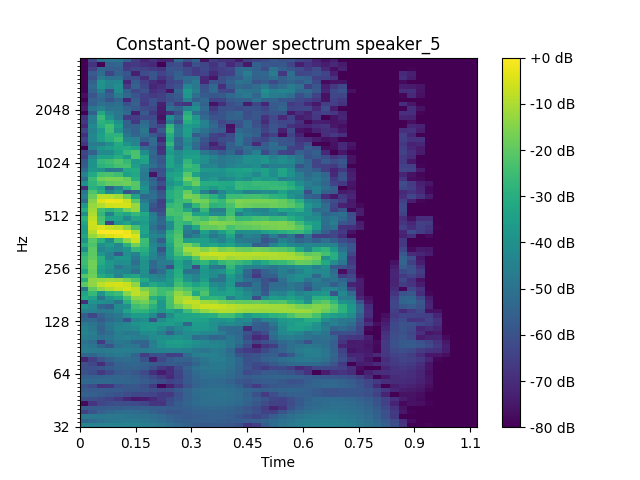 Constant-Q power spectrum speaker_5
Hz
2048
1024
512
256
128
64
32
0 0.15 0.3 0.45 0.6 0.75 0.9 1.1
Time
+0 dB
-10 dB
-20 dB
-30 dB
-40 dB
-50 dB
-60 dB
-70 dB
-80 dB